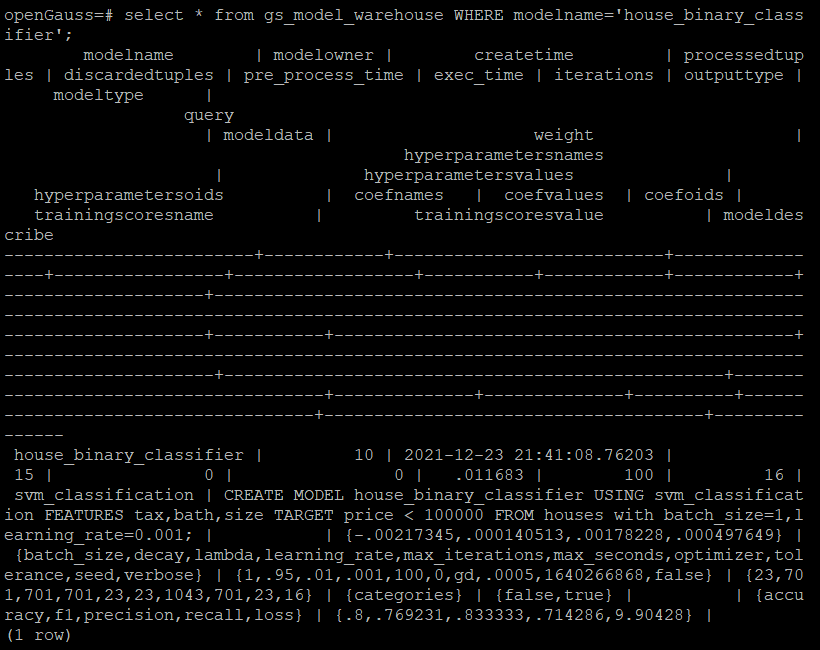 openGauss=# select * from gs_model_warehouse WHERE modelname='house_binary_class
ifier';
        modelname        | modelowner |         createtime         | processedtup
les | discardedtuples | pre_process_time | exec_time | iterations | outputtype |
     modeltype      |
                  query
                    | modeldata |                    weight                    |
                                        hyperparametersnames
                     |              hyperparametersvalues               |
   hyperparametersoids          |  coefnames   |  coefvalues  | coefoids |
   trainingscoresname          |         trainingscoresvalue          | modeldes
cribe
-------------------------+------------+----------------------------+-------------
----+-----------------+------------------+-----------+------------+------------+
--------------------+-----------------------------------------------------------
--------------------------------------------------------------------------------
--------------------+-----------+----------------------------------------------+
--------------------------------------------------------------------------------
---------------------+--------------------------------------------------+-------
--------------------------------+--------------+--------------+----------+------
-------------------------------+--------------------------------------+---------
------
 house_binary_classifier |         10 | 2021-12-23 21:41:08.76203 |
 15 |               0 |                0 |   .011683 |        100 |         16 |
 svm_classification | CREATE MODEL house_binary_classifier USING svm_classificat
ion FEATURES tax,bath,size TARGET price < 100000 FROM houses with batch_size=1,l
earning_rate=0.001; |           | {-.00217345,.000140513,.00178228,.000497649} |
 {batch_size,decay,lambda,learning_rate,max_iterations,max_seconds,optimizer,tol
erance,seed,verbose} | {1,.95,.01,.001,100,0,gd,.0005,1640266868,false} | {23,70
1,701,701,23,23,1043,701,23,16} | {categories} | {false,true} |          | {accu
racy,f1,precision,recall,loss} | {.8,.769231,.833333,.714286,9.90428} |
(1 row)